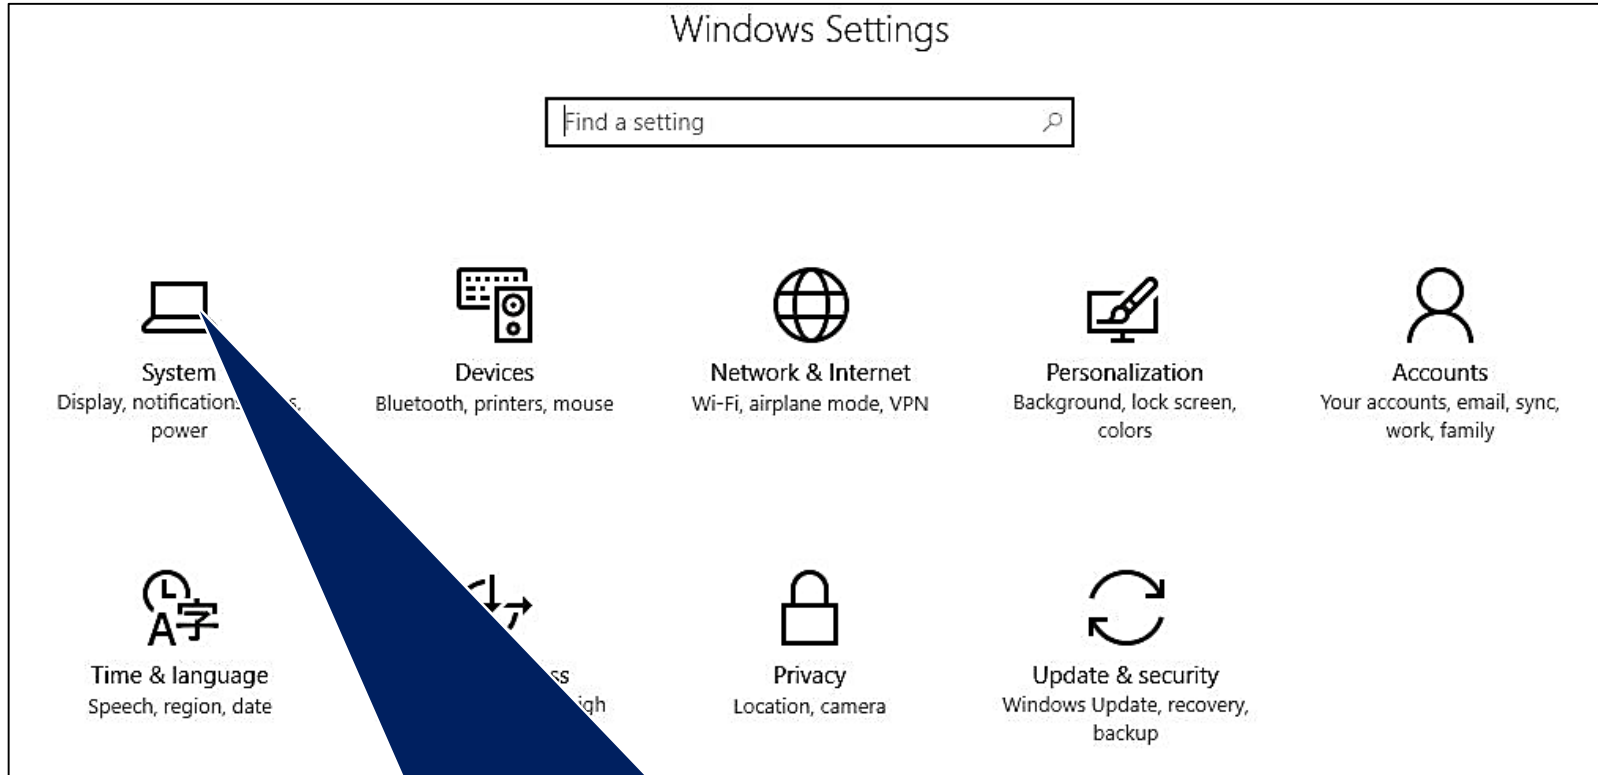 Windows Settings
Find a setting
System
Devices
Network & Internet
Personalization
Accounts
Display, notifications,
power
Bluetooth, printers, mouse
Wi-Fi, airplane mode, VPN
Background, lock screen,
colors
Your accounts, email, sync,
work, family
Time & language
Privacy
Update & security
Speech, region, date
Location, camera
Windows Update, recovery,
backup